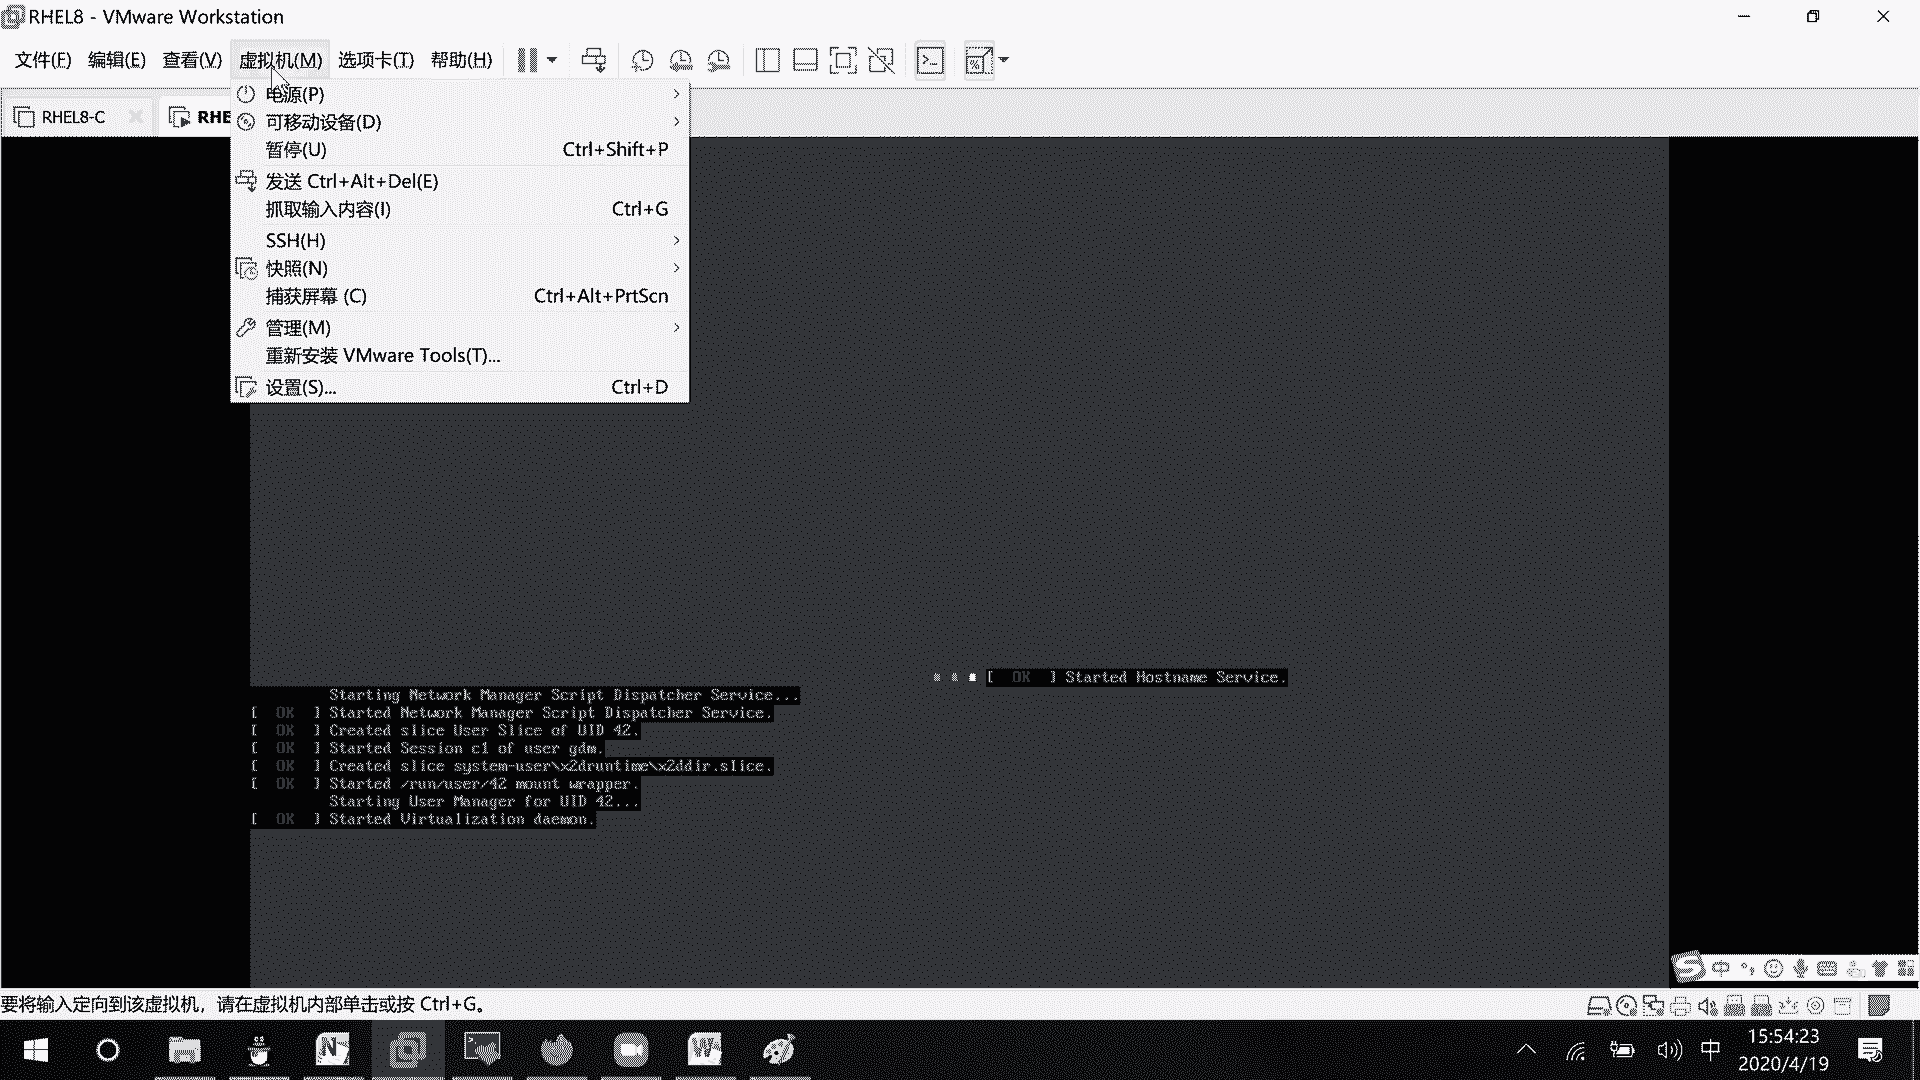 RHEL8 - VMware Workstation
文件(F) 编辑(E) 查看(V) 虚拟机(M) 选项卡(T) 帮助(H)
RHEL8-C
RHE
电源(P)
可移动设备(D)
暂停(U) Ctrl+Shift+P
发送 Ctrl+Alt+Del(E)
抓取输入内容(I) Ctrl+G
SSH(H)
快照(N)
捕获屏幕 (C) Ctrl+Alt+PrtScn
管理(M)
重新安装 VMware Tools(T)...
设置(S)... Ctrl+D
[ OK ] Started Hostname Service.
Starting Network Manager Script Dispatcher Service...
[ OK ] Started Network Manager Script Dispatcher Service.
[ OK ] Created slice User Slice of UID 42.
[ OK ] Started Session c1 of user gdm.
[ OK ] Created slice system-user\x2druntime\x2ddir.slice.
[ OK ] Started /run/user/42 mount wrapper.
Starting User Manager for UID 42...
[ OK ] Started Virtualization daemon.
中
要将输入定向到该虚拟机，请在虚拟机内部单击或按 Ctrl+G。
中
15:54:23
2020/4/19